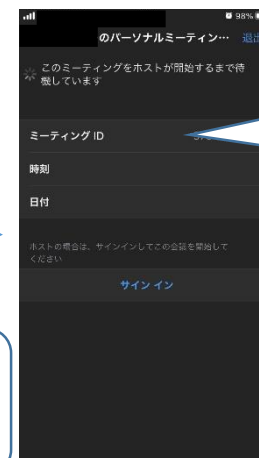 98%
のパーソナルミーティン… 退出
このミーティングをホストが開始するまで待
機しています
ミーティング ID
時刻
日付
ホストの場合は、サインインしてこの会議を開始して
ください
サイン イン